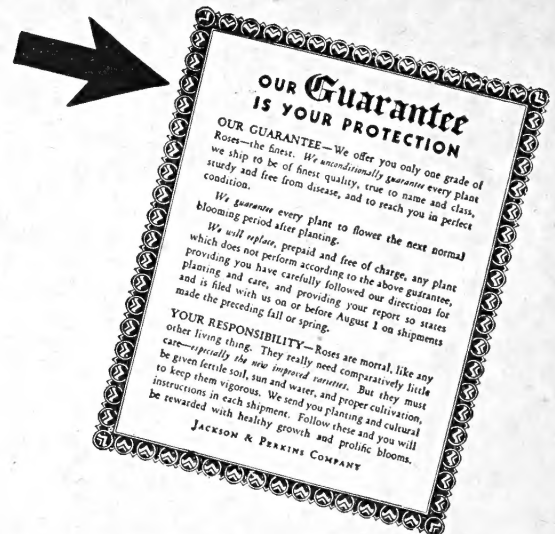 OUR Guarantee
IS YOUR PROTECTION
OUR GUARANTEE—We offer you only one grade of
Roses—the finest. We unconditionally guarantee every plant
we ship to be of finest quality, true to name and class,
sturdy and free from disease, and to reach you in perfect
condition.
We guarantee every plant to flower the next normal
blooming period after planting.
We will replace, prepaid and free of charge, any plant
which does not perform according to the above guarantee,
providing you have carefully followed our directions for
planting and care, and providing your report so states
and is filed with us on or before August 1 on shipments
made the preceding fall or spring.
YOUR RESPONSIBILITY—Roses are mortal, like any
other living thing. They really need comparatively little
care—especially the new improved varieties. But they must
be given fertile soil, sun and water, and proper cultivation,
to keep them vigorous. We send you planting and cultural
instructions in each shipment. Follow these and you will
be rewarded with healthy growth and prolific blooms.
JACKSON & PERKINS COMPANY